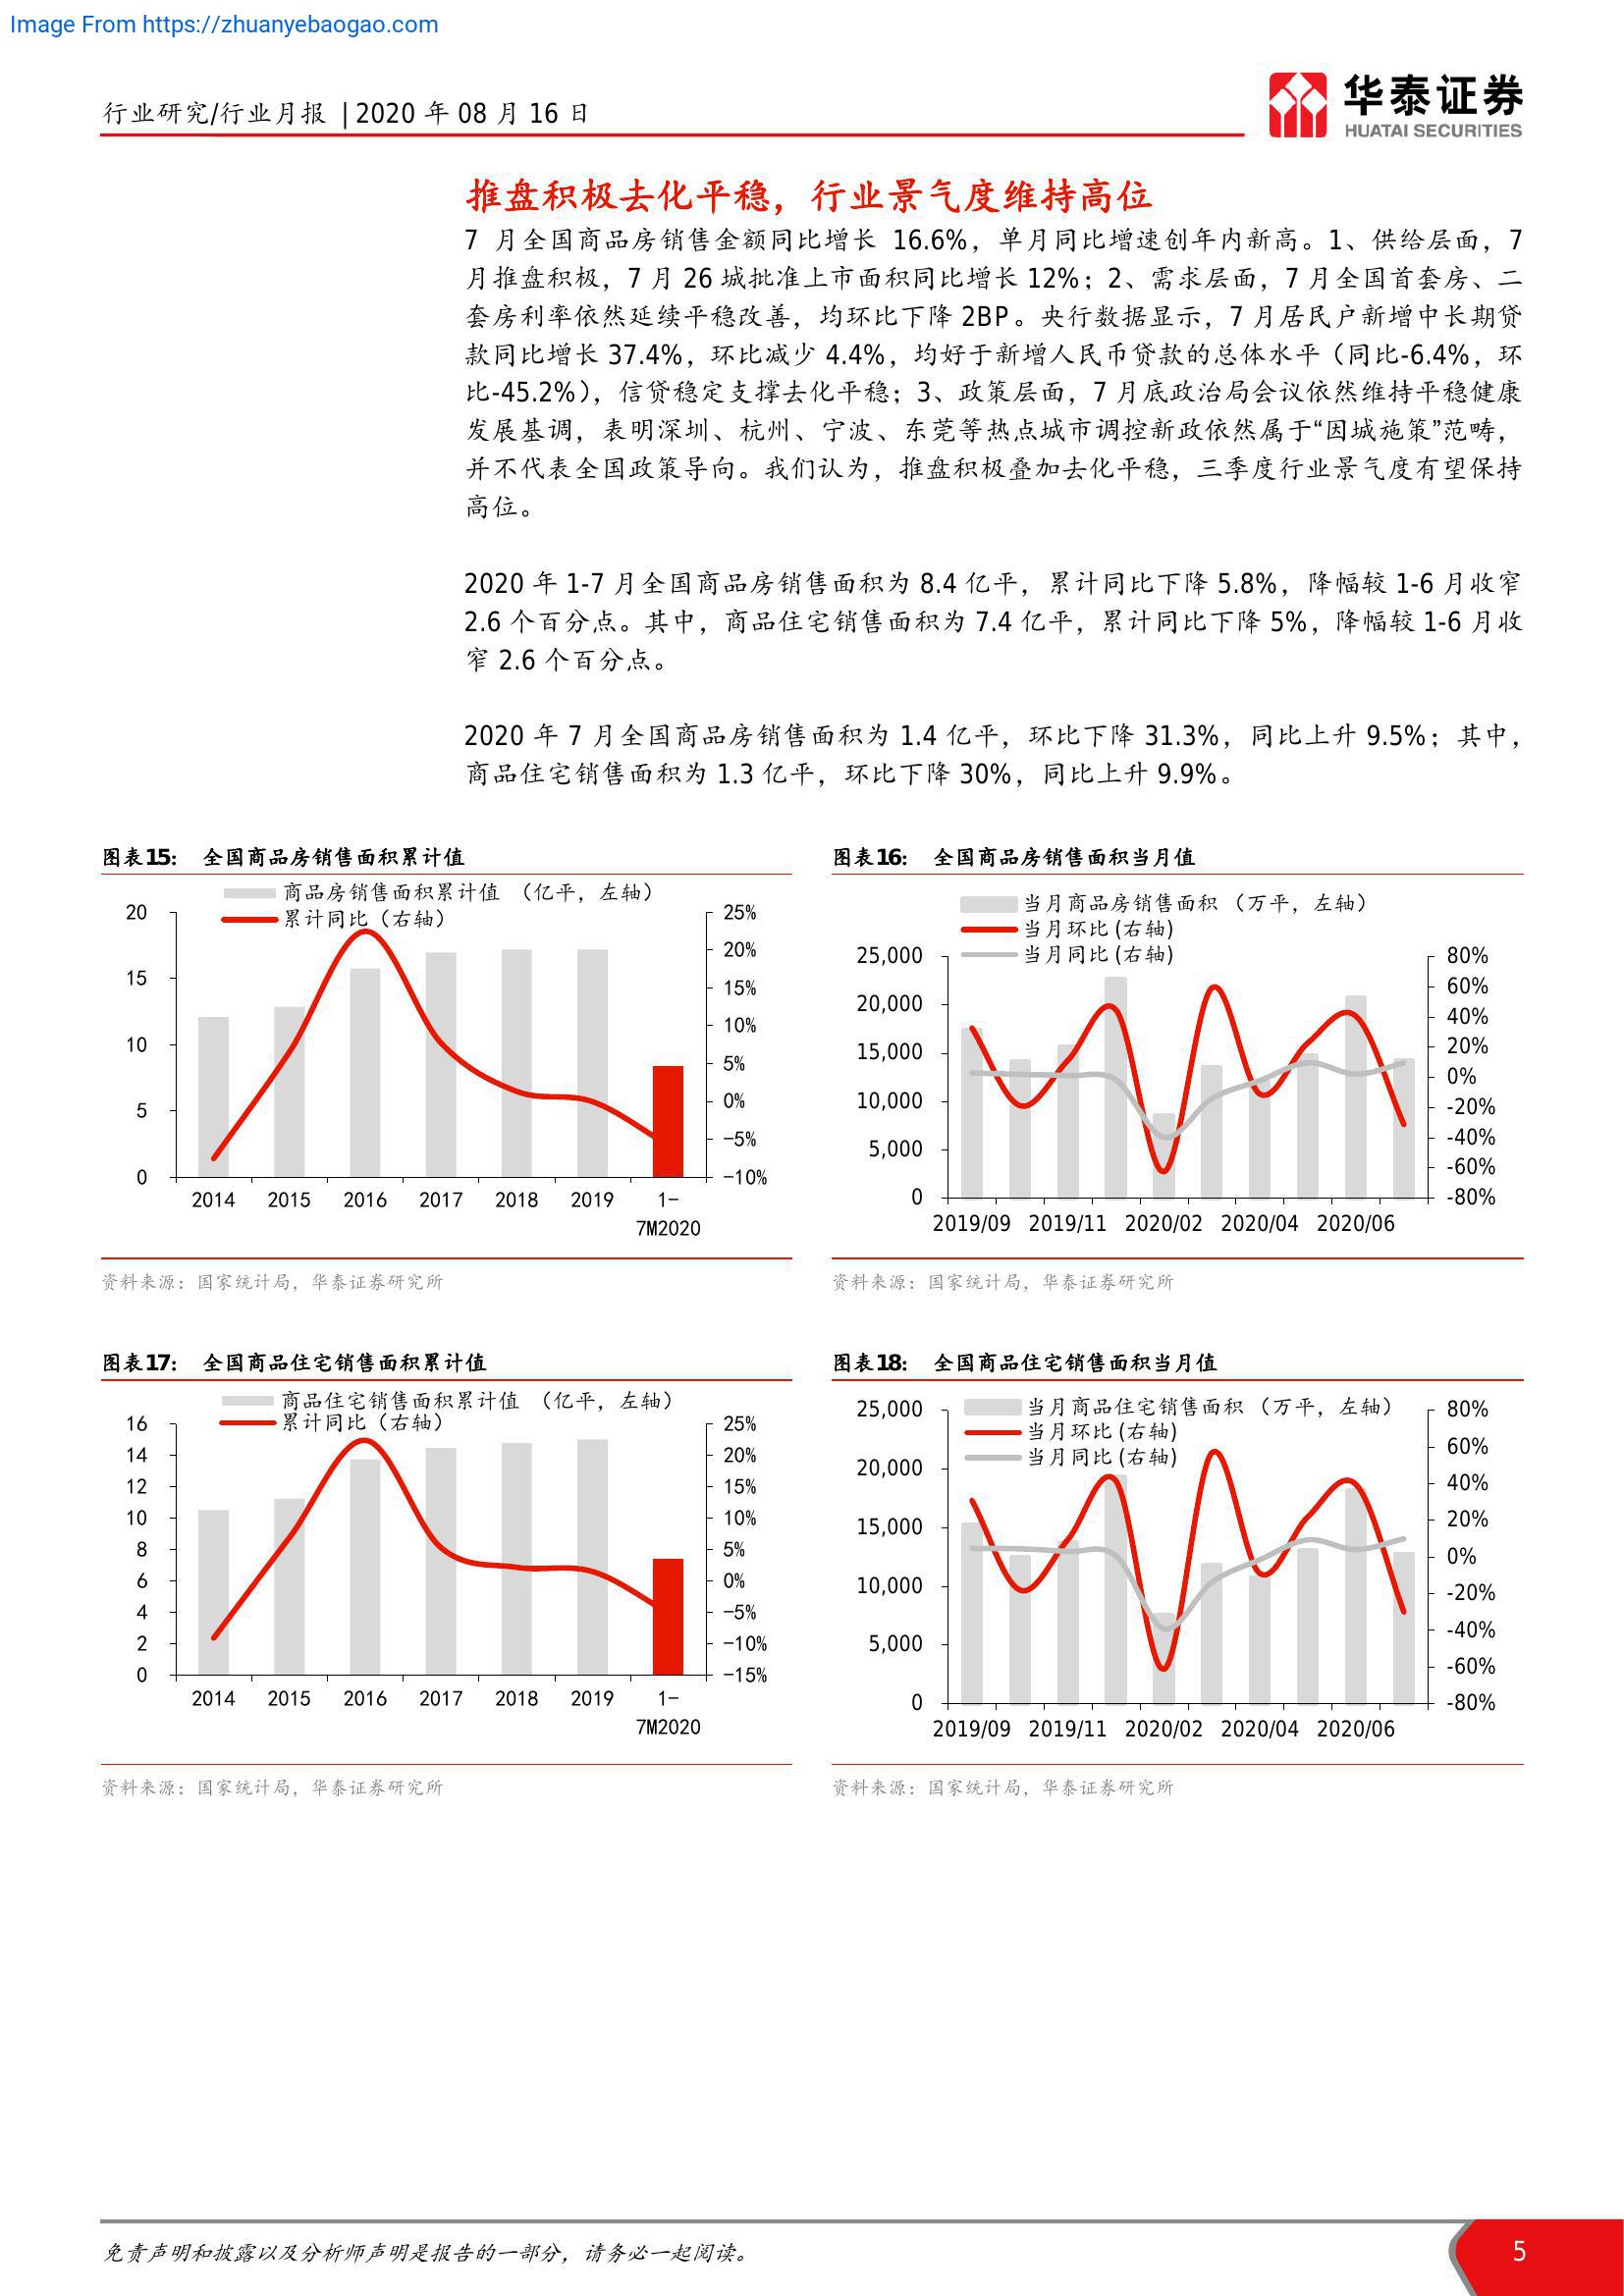 Image From https://zhuanyebaogao.com
行业研究/行业月报 | 2020 年 08 月 16 日
华泰证券
HUATAI SECURITIES
推盘积极去化平稳，行业景气度维持高位
7 月全国商品房销售金额同比增长 16.6%，单月同比增速创年内新高。1、供给层面，7
月推盘积极，7 月 26 城批准上市面积同比增长 12%；2、需求层面，7 月全国首套房、二
套房利率依然延续平稳改善，均环比下降 2BP。央行数据显示，7 月居民户新增中长期贷
款同比增长 37.4%，环比减少 4.4%，均好于新增人民币贷款的总体水平（同比-6.4%，环
比-45.2%），信贷稳定支撑去化平稳；3、政策层面，7 月底政治局会议依然维持平稳健康
发展基调，表明深圳、杭州、宁波、东莞等热点城市调控新政依然属于“因城施策”范畴，
并不代表全国政策导向。我们认为，推盘积极叠加去化平稳，三季度行业景气度有望保持
高位。
2020 年 1-7 月全国商品房销售面积为 8.4 亿平，累计同比下降 5.8%，降幅较 1-6 月收窄
2.6 个百分点。其中，商品住宅销售面积为 7.4 亿平，累计同比下降 5%，降幅较 1-6 月收
窄 2.6 个百分点。
2020 年 7 月全国商品房销售面积为 1.4 亿平，环比下降 31.3%，同比上升 9.5%；其中，
商品住宅销售面积为 1.3 亿平，环比下降 30%，同比上升 9.9%。
图表15： 全国商品房销售面积累计值
商品房销售面积累计值 （亿平，左轴）
累计同比（右轴）
20
15
10
5
0
25%
20%
15%
10%
5%
0%
−5%
−10%
2014 2015 2016 2017 2018 2019 1−
7M2020
资料来源：国家统计局，华泰证券研究所
图表16： 全国商品房销售面积当月值
当月商品房销售面积 （万平，左轴）
当月环比 (右轴)
当月同比 (右轴)
25,000
20,000
15,000
10,000
5,000
0
80%
60%
40%
20%
0%
-20%
-40%
-60%
-80%
2019/09 2019/11 2020/02 2020/04 2020/06
资料来源：国家统计局，华泰证券研究所
图表17： 全国商品住宅销售面积累计值
商品住宅销售面积累计值 （亿平，左轴）
累计同比（右轴）
16
14
12
10
8
6
4
2
0
25%
20%
15%
10%
5%
0%
−5%
−10%
−15%
2014 2015 2016 2017 2018 2019 1−
7M2020
资料来源：国家统计局，华泰证券研究所
图表18： 全国商品住宅销售面积当月值
当月商品住宅销售面积 （万平，左轴）
当月环比 (右轴)
当月同比 (右轴)
25,000
20,000
15,000
10,000
5,000
0
80%
60%
40%
20%
0%
-20%
-40%
-60%
-80%
2019/09 2019/11 2020/02 2020/04 2020/06
资料来源：国家统计局，华泰证券研究所
免责声明和披露以及分析师声明是报告的一部分，请务必一起阅读。
5